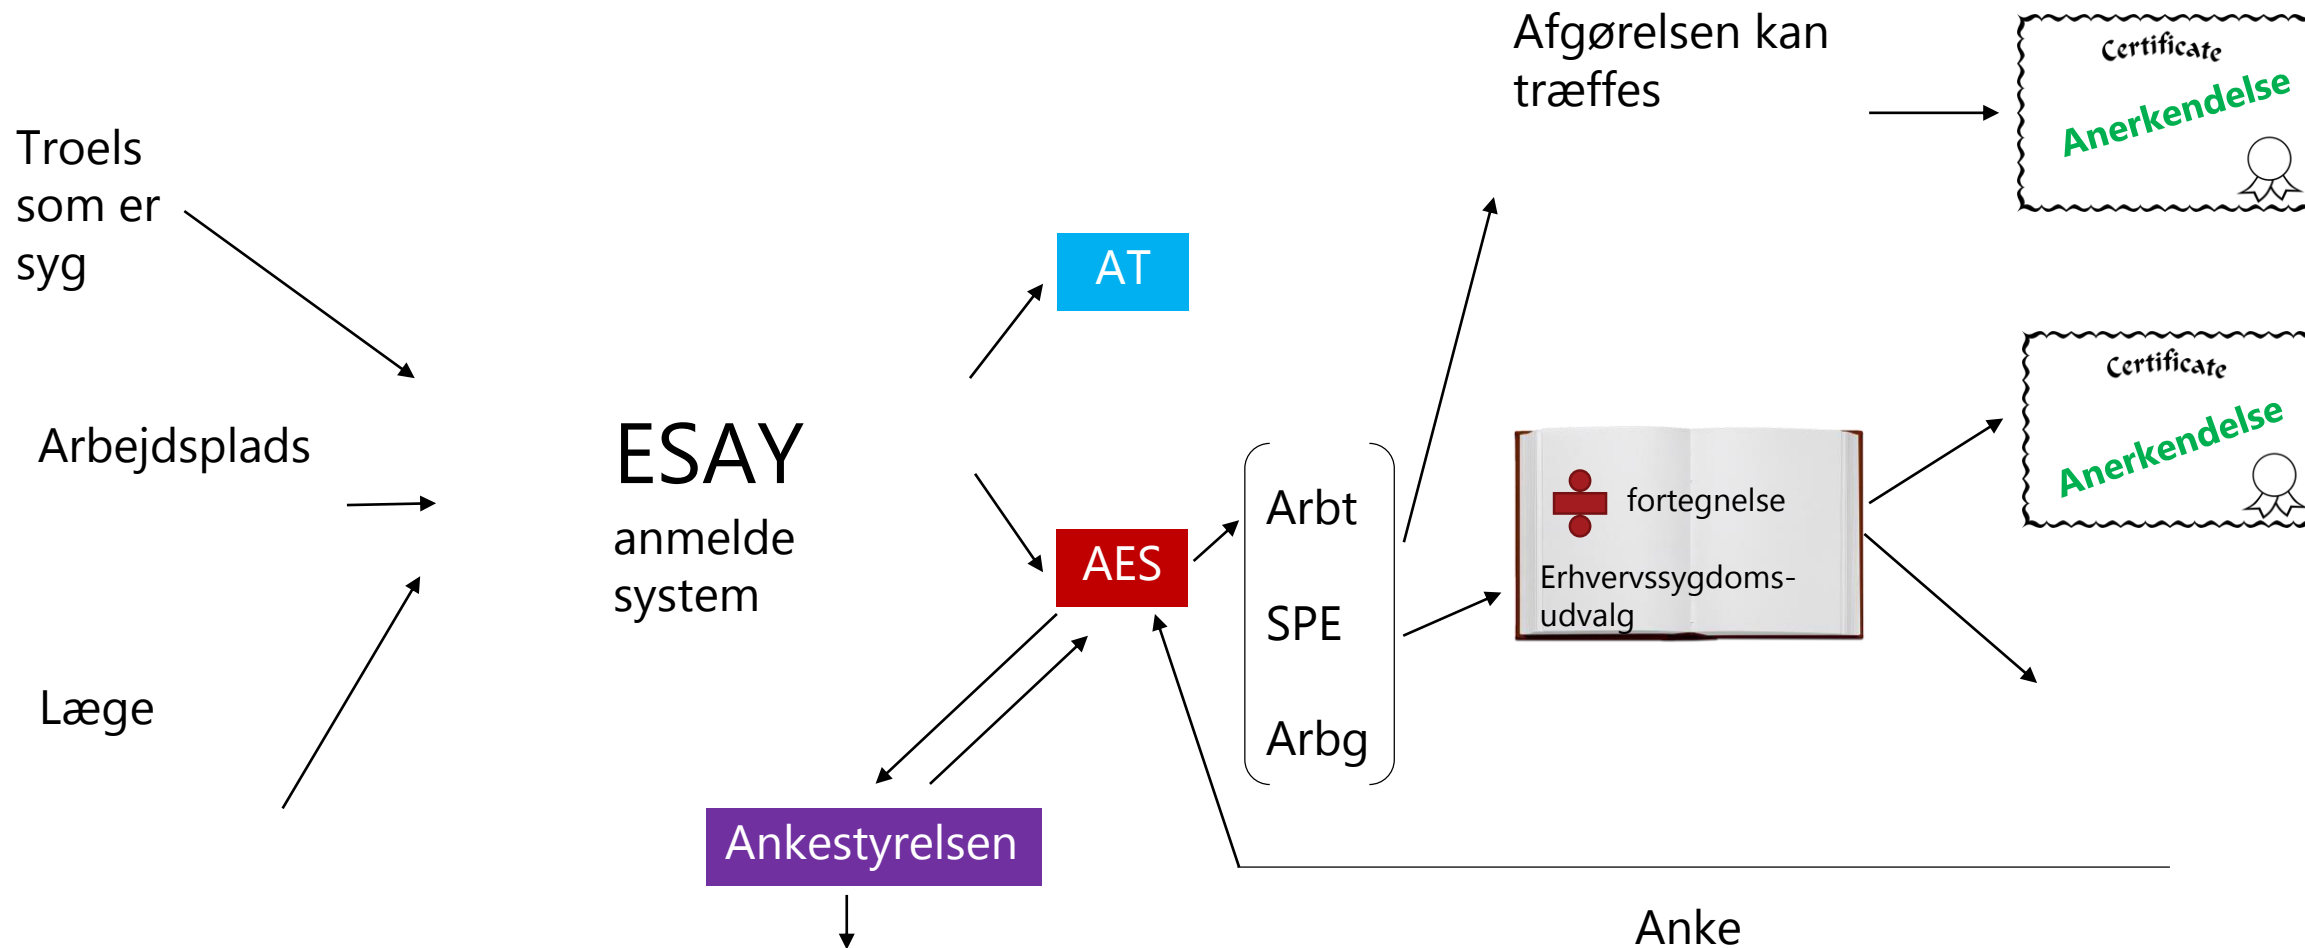 Troels
som er
syg
Arbejdsplads
Læge
ESAY
anmelde
system
AT
AES
Ankestyrelsen
Arbt
SPE
Arbg
Afgørelsen kan
træffes
fortegnelse
Erhvervssygdoms-
udvalg
Certificate
Anerkendelse
Certificate
Anerkendelse
Anke